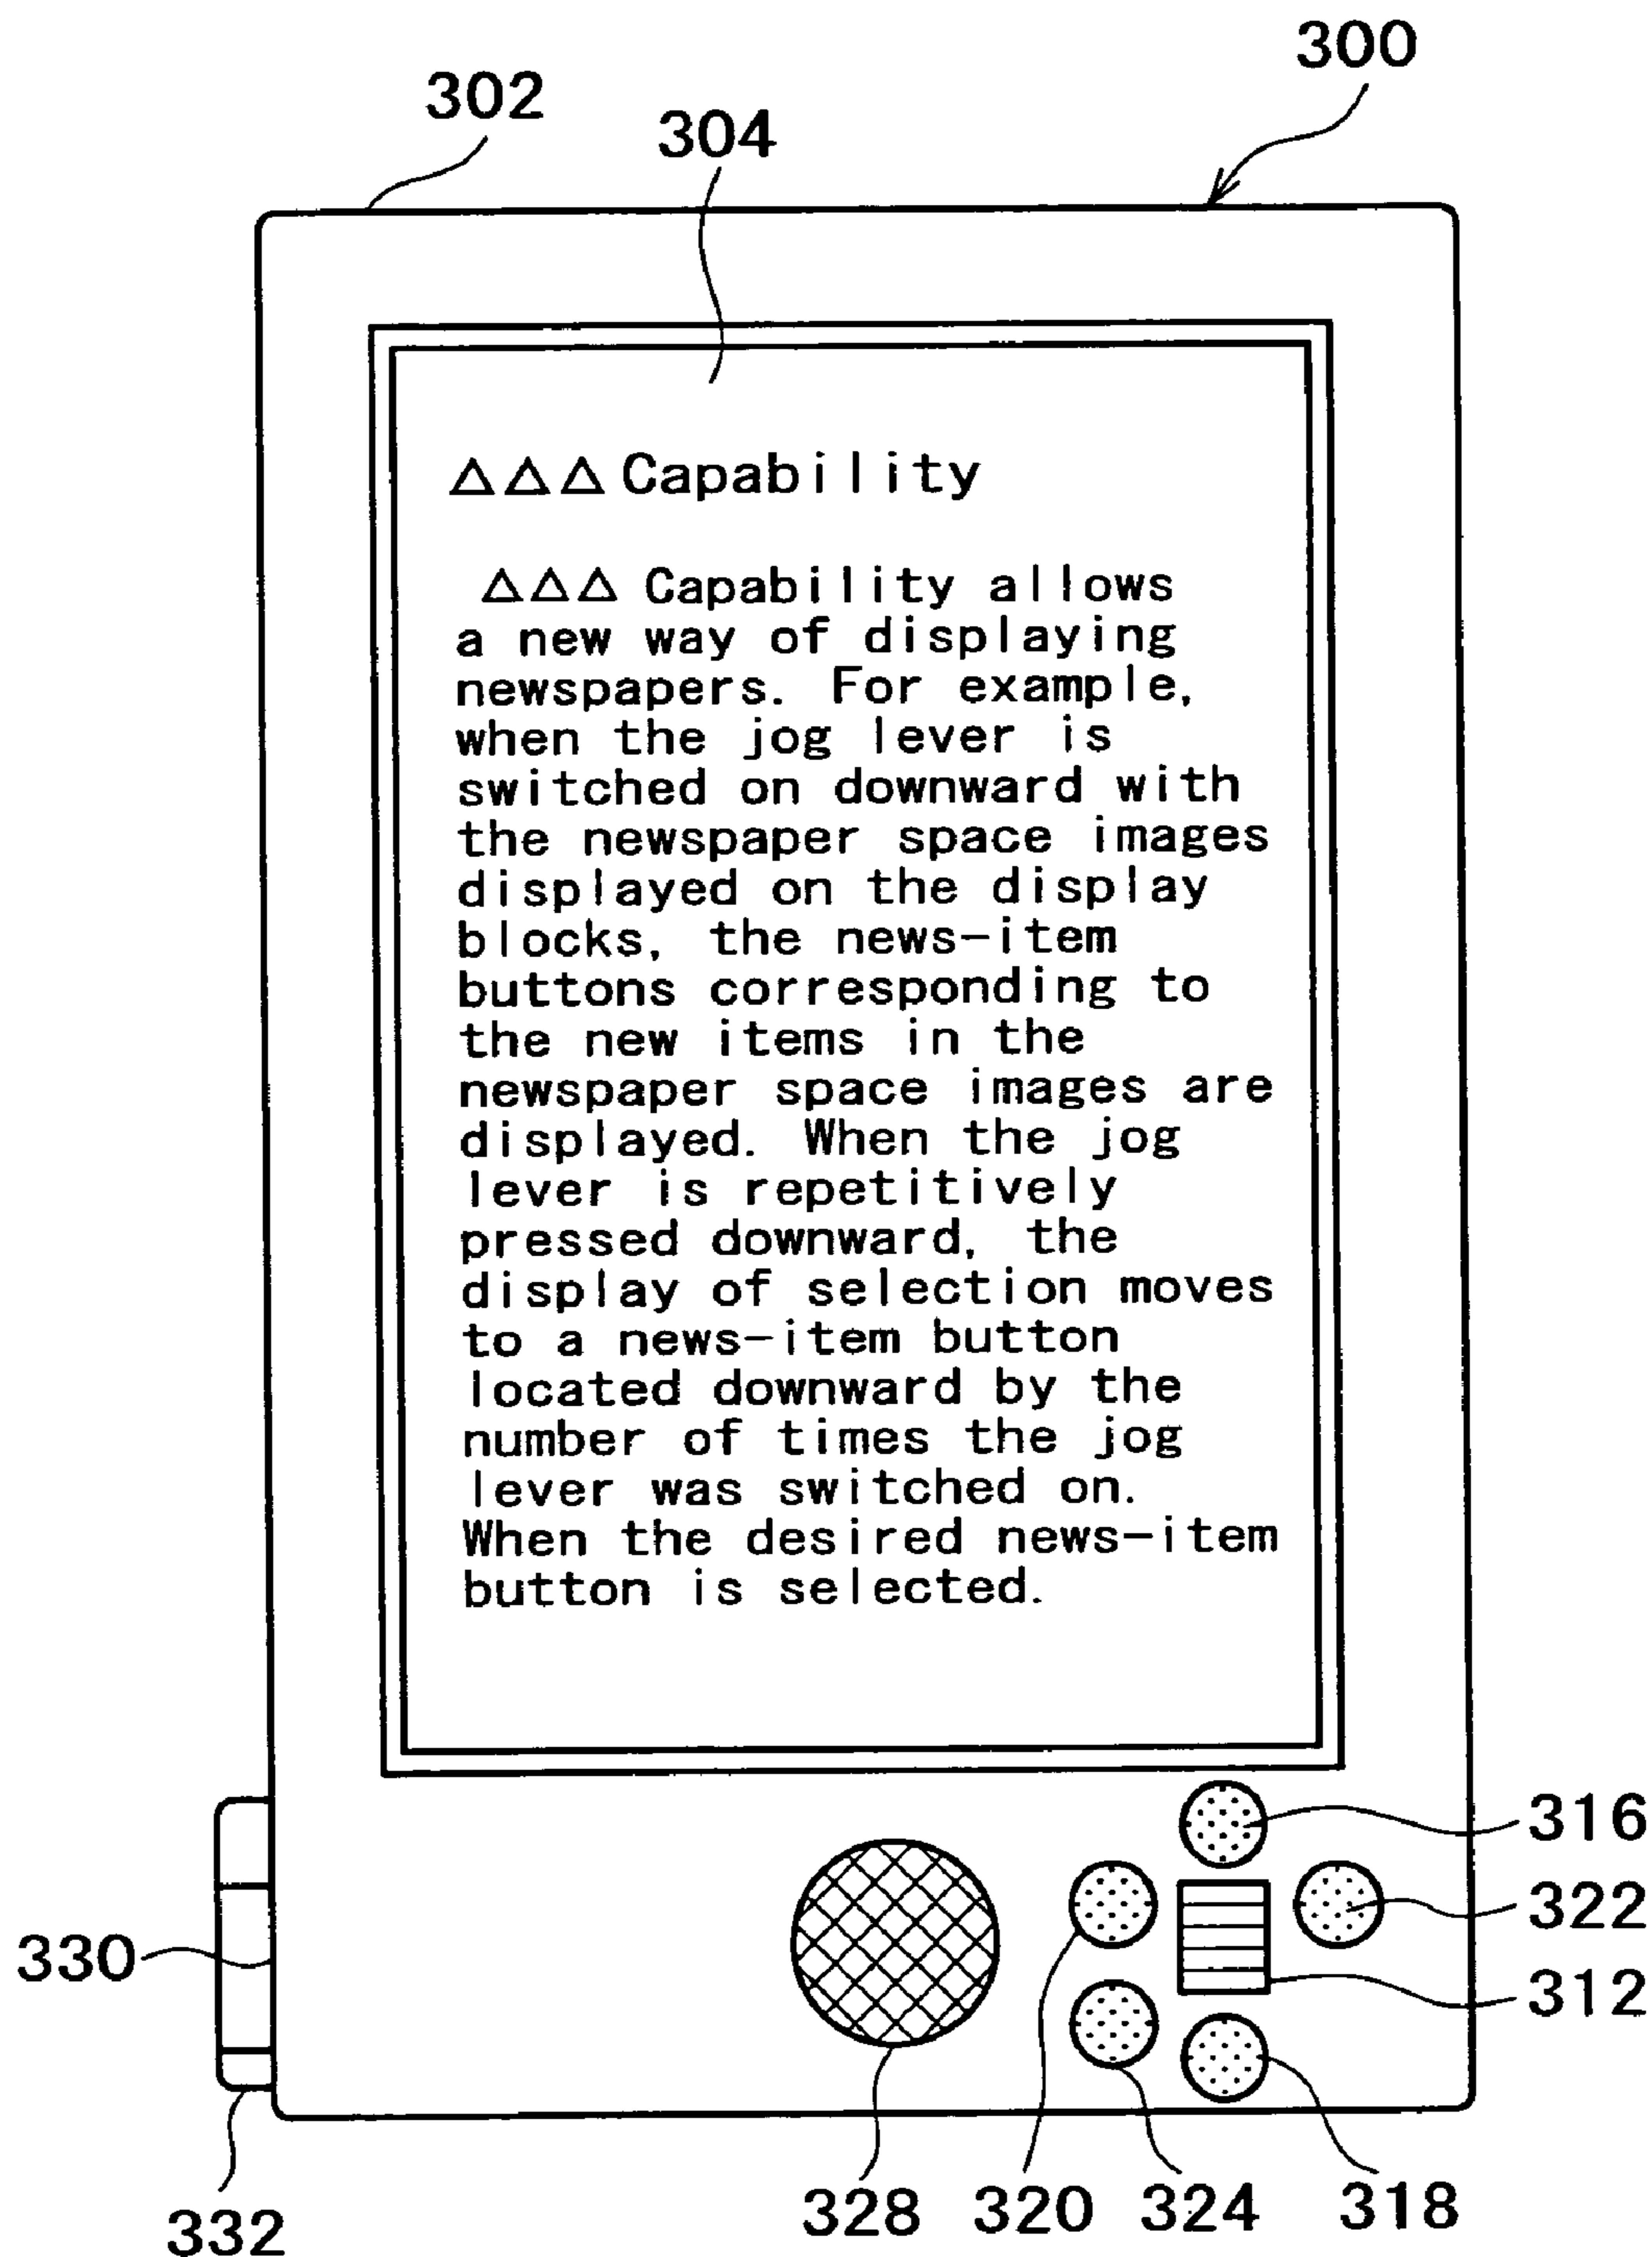 300
302
304
△△△Capability
△△△ Capability allows
a new way of displaying
newspapers. For example,
when the jog lever is
switched on downward with
the newspaper space images
displayed on the display
blocks, the news-item
buttons corresponding to
the new items in the
newspaper space images are
displayed. When the jog
lever is repetitively
pressed downward, the
display of selection moves
to a news-item button
located downward by the
number of times the jog
lever was switched on.
When the desired news-item
button is selected.
316
322
330
312
328
320
324
318
332